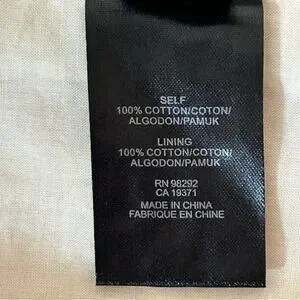 SELF
100% COTTON/COTON/
ALGODON/PAMUK
LINING
100% COTTON/COTON/
ALGODON/PAMUK
RN 98292
CA 19371
MADE IN CHINA
FABRIQUE EN CHINE